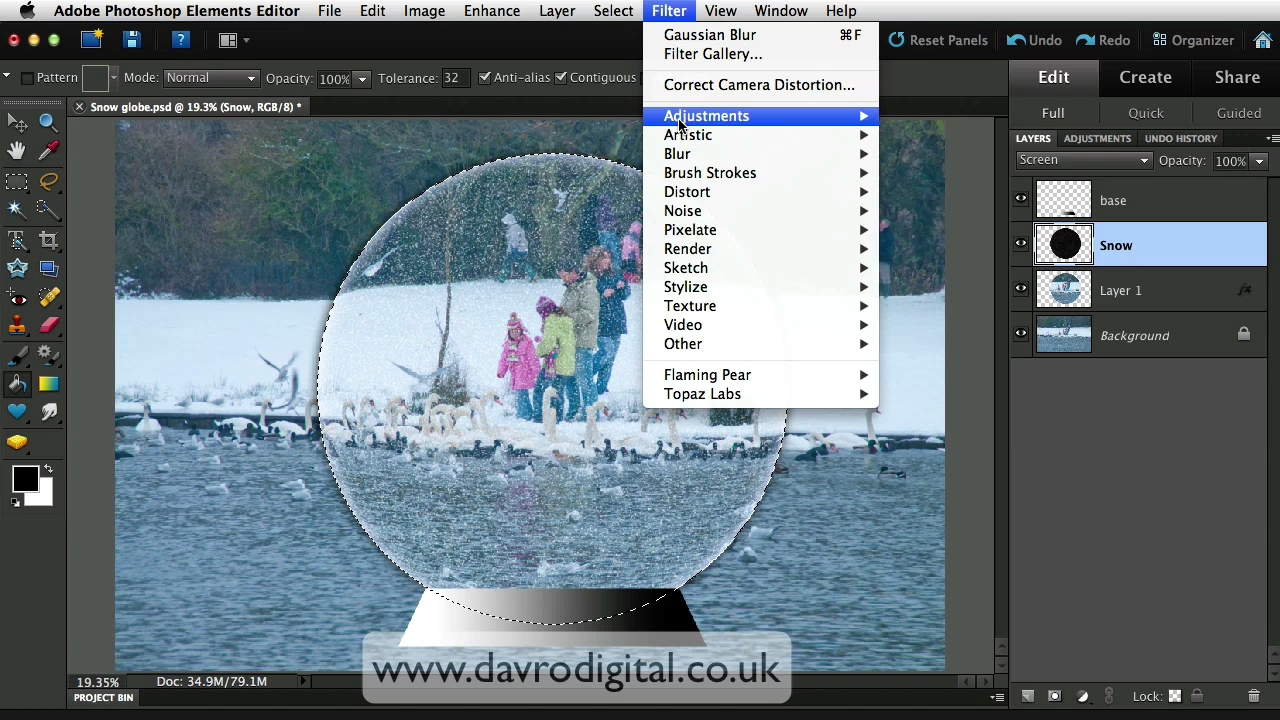 Adobe Photoshop Elements Editor File Edit Image Enhance Layer Select Filter View Window Help
Reset Panels Undo Redo Organizer
Pattern Mode: Normal Opacity: 100% Tolerance: 32 Anti-alias Contiguous
Edit Create Share
Snow globe.psd @ 19.3% (Snow, RGB/8) *
Full Quick Guided
LAYERS ADJUSTMENTS UNDO HISTORY
Screen Opacity: 100%
base
Snow
Layer 1 fx
Background
Gaussian Blur ⌘F
Filter Gallery...
Correct Camera Distortion...
Adjustments
Artistic
Blur
Brush Strokes
Distort
Noise
Pixelate
Render
Sketch
Stylize
Texture
Video
Other
Flaming Pear
Topaz Labs
www.davrodigital.co.uk
19.35% Doc: 34.9M/79.1M
PROJECT BIN
Lock: